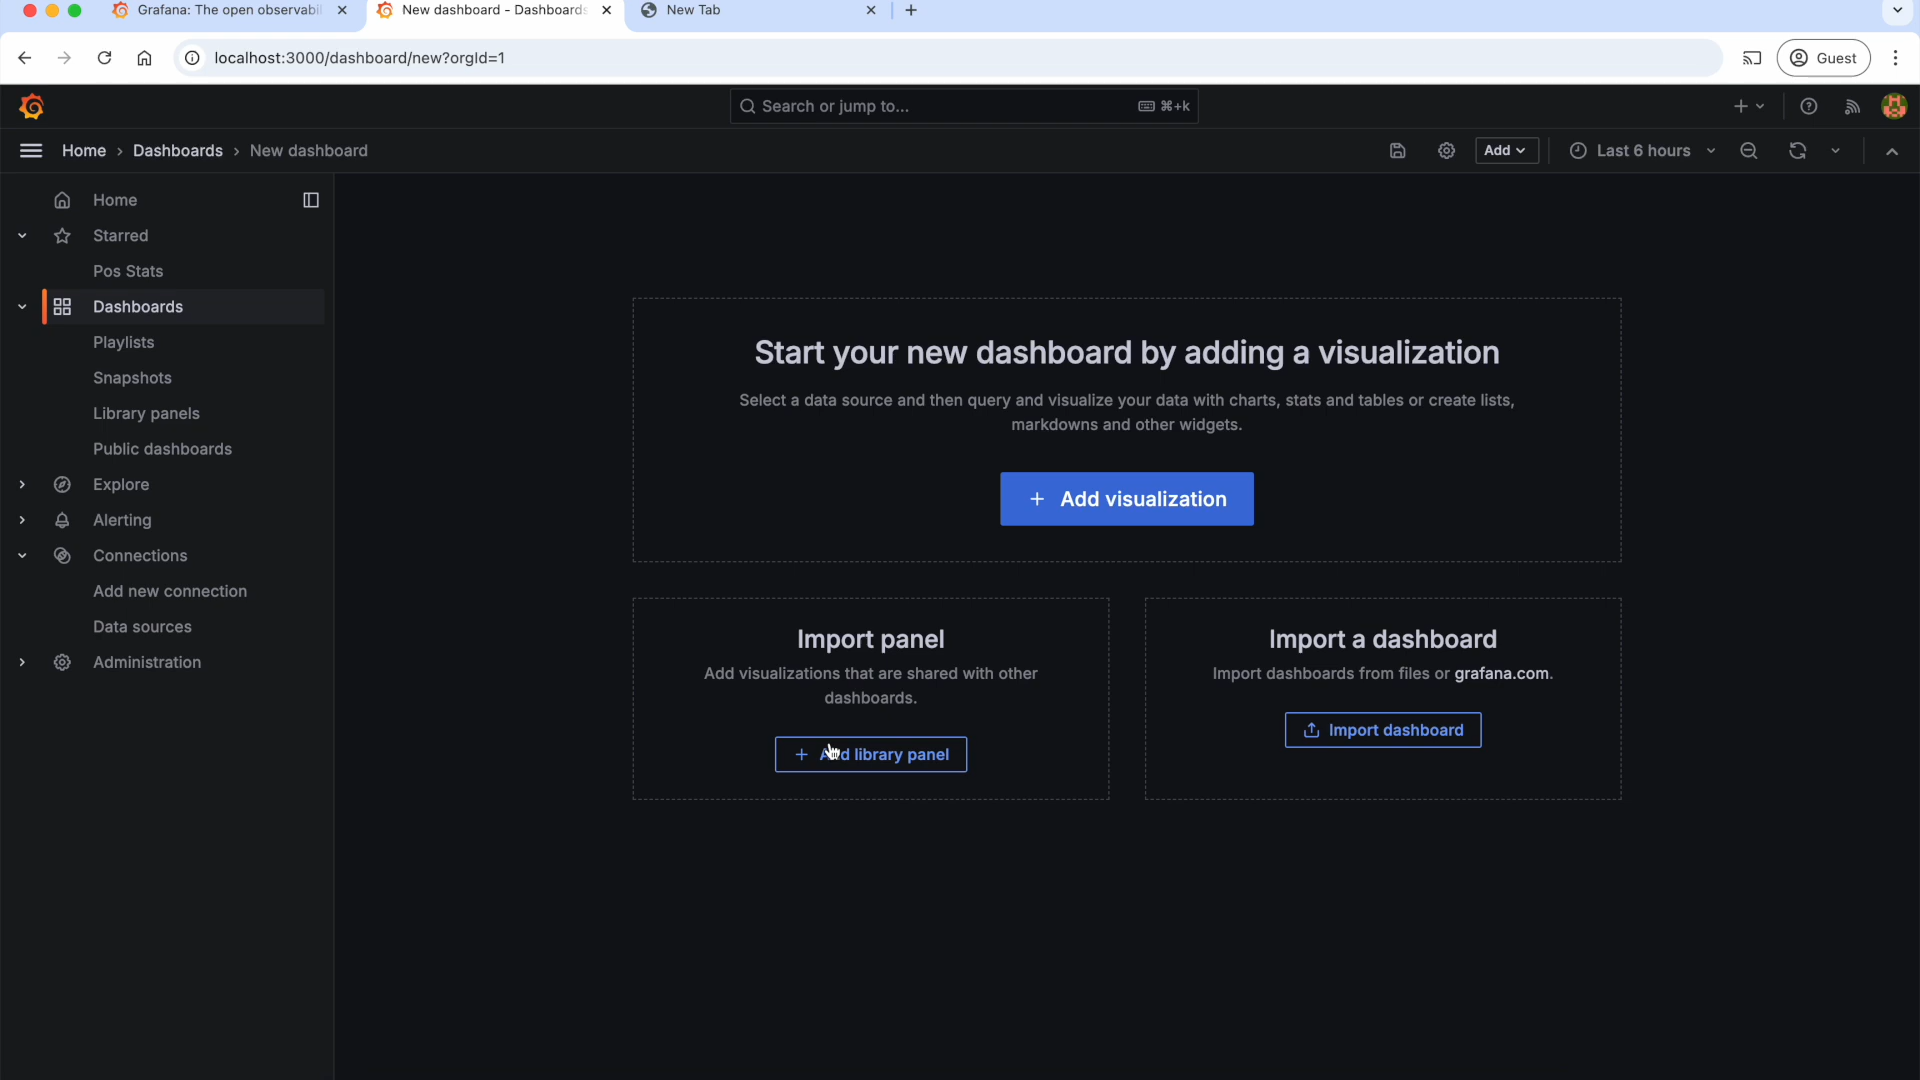 Grafana: The open observabil
New dashboard - Dashboards
New Tab
localhost:3000/dashboard/new?orgId=1
Guest
Search or jump to...
⌘+k
Home › Dashboards › New dashboard
Add
Last 6 hours
Home
Starred
Pos Stats
Dashboards
Playlists
Snapshots
Library panels
Public dashboards
Explore
Alerting
Connections
Add new connection
Data sources
Administration
Start your new dashboard by adding a visualization
Select a data source and then query and visualize your data with charts, stats and tables or create lists,
markdowns and other widgets.
+ Add visualization
Import panel
Add visualizations that are shared with other
dashboards.
+ Add library panel
Import a dashboard
Import dashboards from files or grafana.com.
Import dashboard